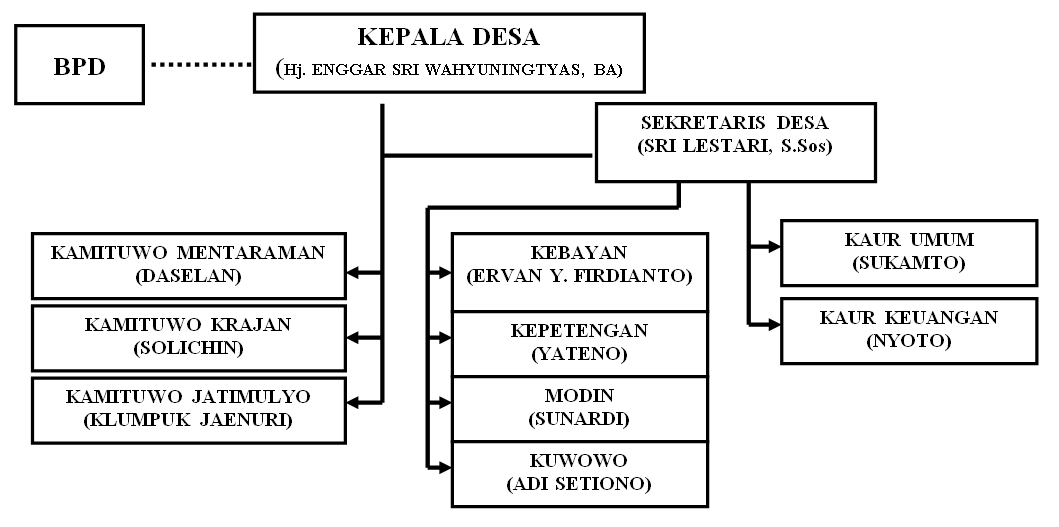 BPD
KEPALA DESA
(Hj. ENGGAR SRI WAHYUNINGTYAS, BA)
SEKRETARIS DESA
(SRI LESTARI, S.Sos)
KAMITUWO MENTARAMAN
(DASELAN)
KAMITUWO KRAJAN
(SOLICHIN)
KAMITUWO JATIMULYO
(KLUMPUK JAENURI)
KEBAYAN
(ERVAN Y. FIRDIANTO)
KEPETENGAN
(YATENO)
MODIN
(SUNARDI)
KUWOWO
(ADI SETIONO)
KAUR UMUM
(SUKAMTO)
KAUR KEUANGAN
(NYOTO)